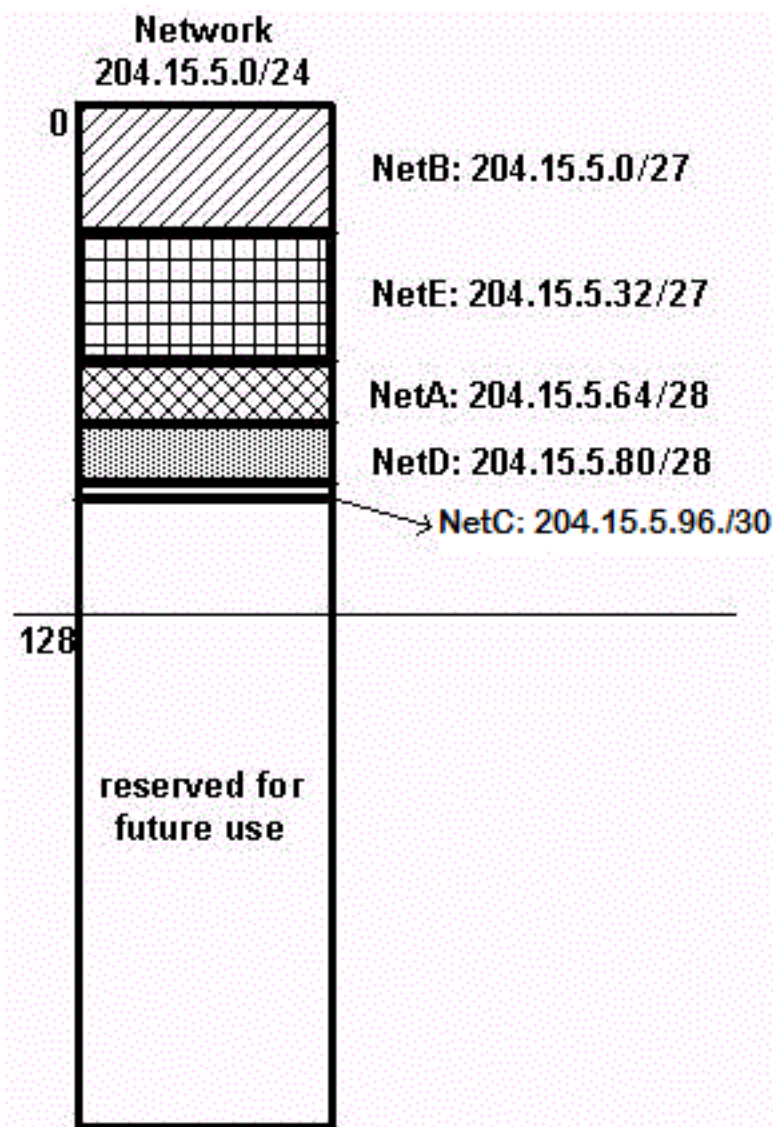 Network
204.15.5.0/24
0
NetB: 204.15.5.0/27
NetE: 204.15.5.32/27
NetA: 204.15.5.64/28
NetD: 204.15.5.80/28
NetC: 204.15.5.96./30
128
reserved for
future use